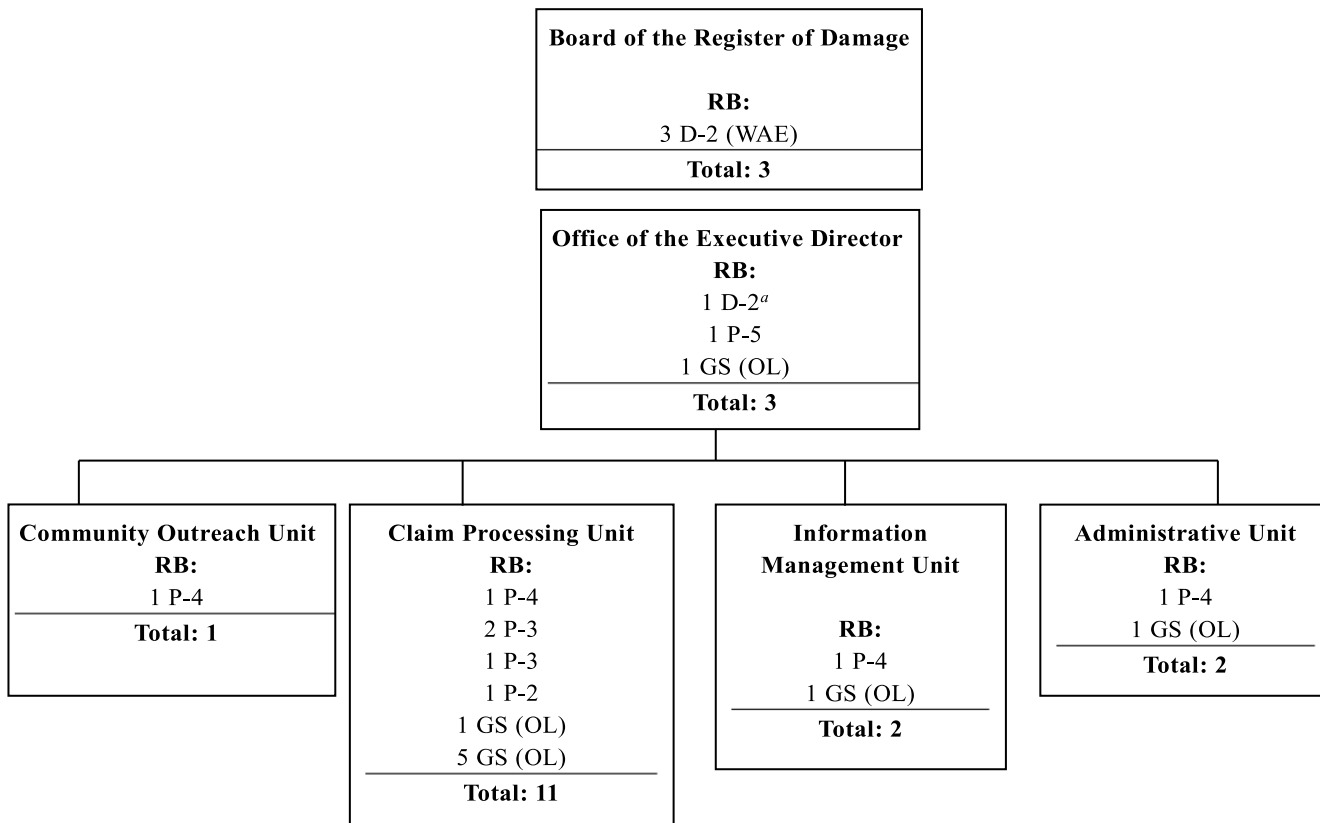 Board of the Register of Damage
RB:
3 D-2 (WAE)
Total: 3
Office of the Executive Director
RB:
1 D-2a
1 P-5
1 GS (OL)
Total: 3
Community Outreach Unit
RB:
1 P-4
Total: 1
Claim Processing Unit
RB:
1 P-4
2 P-3
1 P-3
1 P-2
1 GS (OL)
5 GS (OL)
Total: 11
Information
Management Unit
RB:
1 P-4
1 GS (OL)
Total: 2
Administrative Unit
RB:
1 P-4
1 GS (OL)
Total: 2